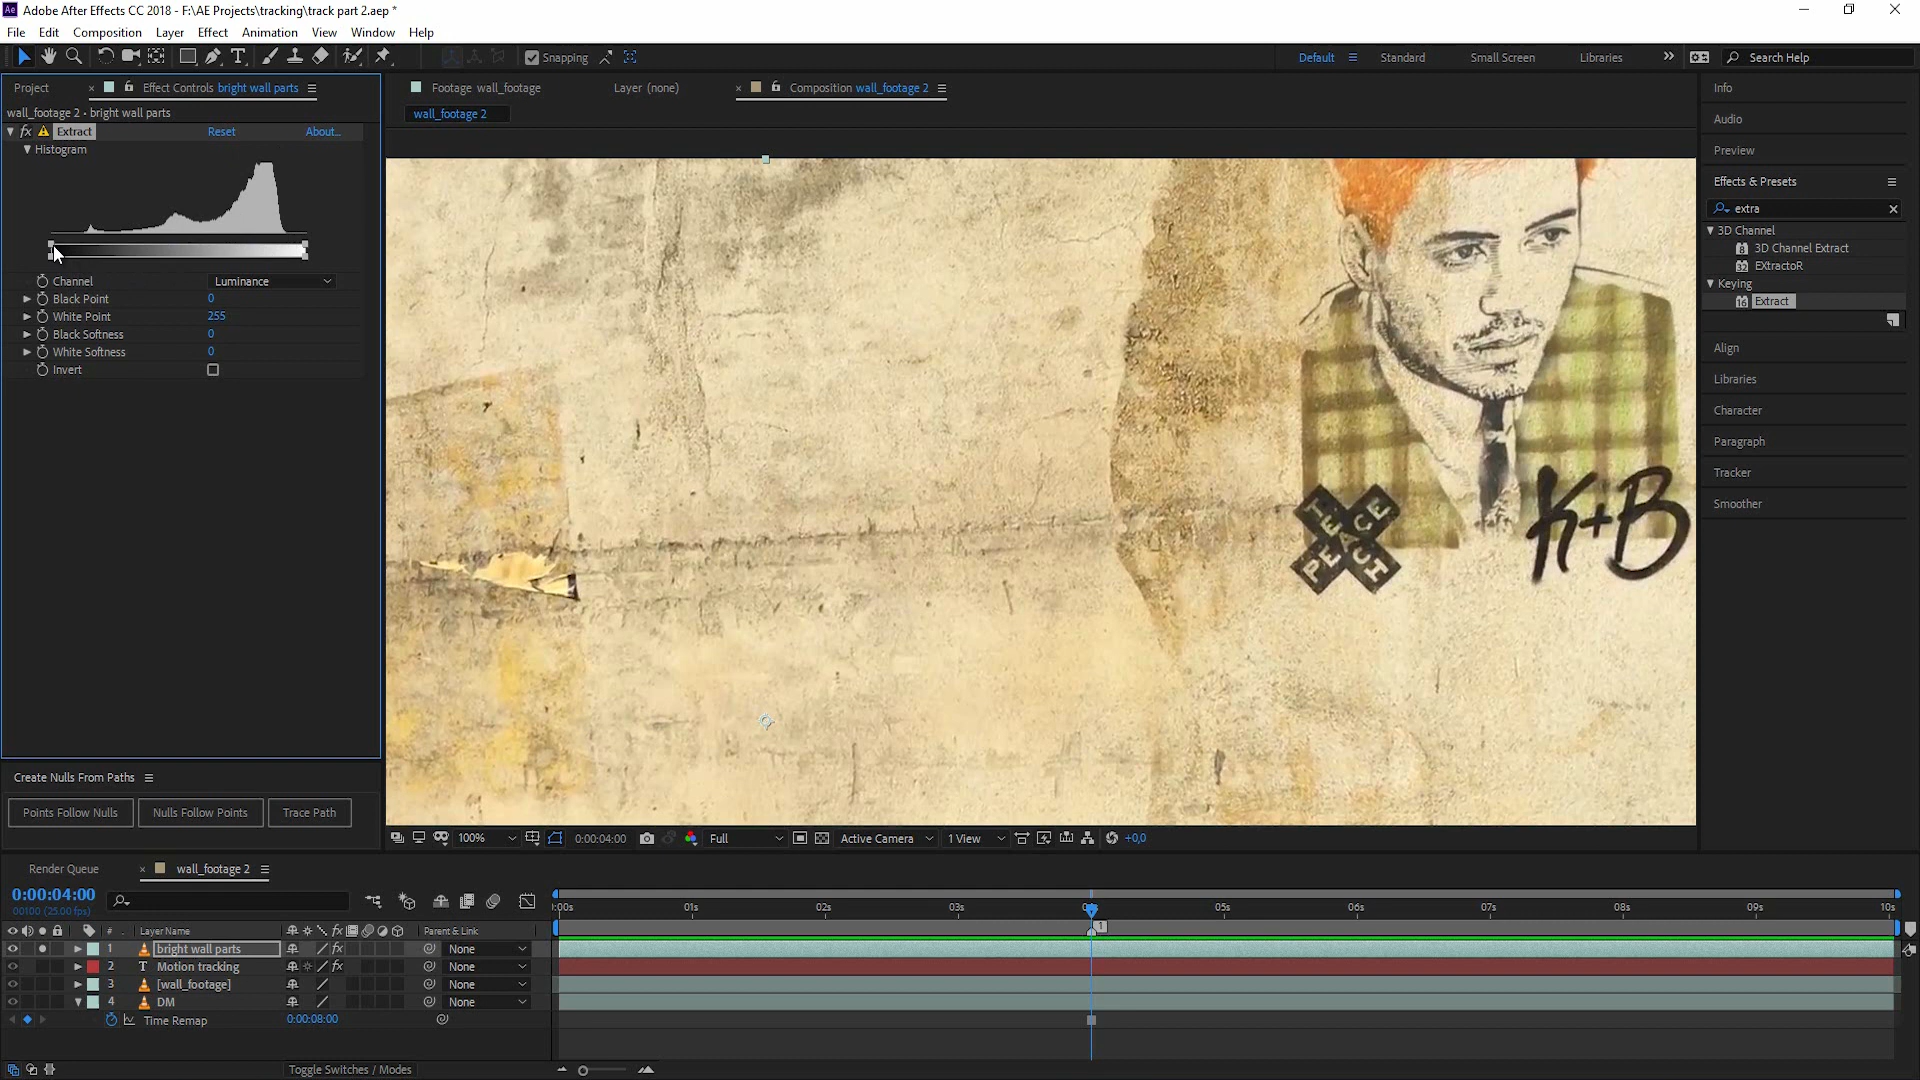 Adobe After Effects CC 2018 - F:\AE Projects\tracking\track part 2.aep *
File Edit Composition Layer Effect Animation View Window Help
Snapping Default Standard Small Screen Libraries Search Help
Project Effect Controls bright wall parts Footage wall_footage Layer (none) Composition wall_footage 2
wall_footage 2 • bright wall parts
wall_footage 2
fx Extract Reset About...
Histogram
Channel Luminance
Black Point 0
White Point 255
Black Softness 0
White Softness 0
Invert
TEACH
PEACE
K+B
Info
Audio
Preview
Effects & Presets
extra
3D Channel
3D Channel Extract
EXtractoR
Keying
Extract
Align
Libraries
Character
Paragraph
Tracker
Smoother
Create Nulls From Paths
Points Follow Nulls Nulls Follow Points Trace Path
100% 0:00:04:00 Full Active Camera 1 View +0,0
Render Queue wall_footage 2
0:00:04:00
00100 (25.00 fps)
:00s 01s 02s 03s 05s 06s 07s 08s 09s 10s
# Layer Name Parent & Link 1
1 bright wall parts None
2 T Motion tracking None
3 [wall_footage] None
4 DM None
Time Remap 0:00:08:00
Toggle Switches / Modes